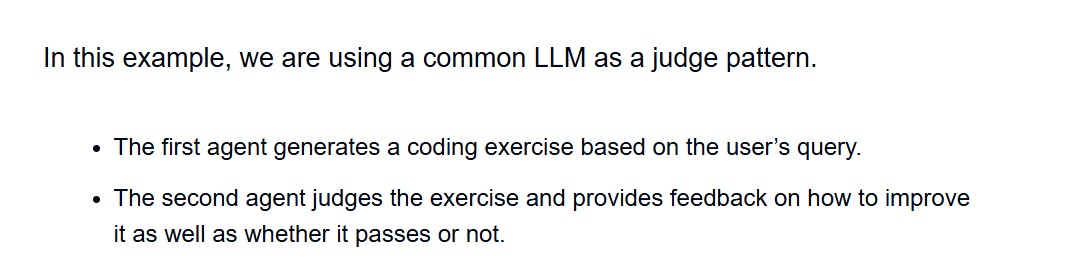 In this example, we are using a common LLM as a judge pattern.
• The first agent generates a coding exercise based on the user’s query.
• The second agent judges the exercise and provides feedback on how to improve
it as well as whether it passes or not.